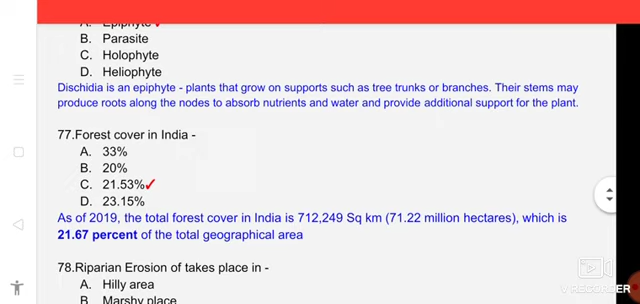 A. Epiphyte✓
B. Parasite
C. Holophyte
D. Heliophyte
Dischidia is an epiphyte - plants that grow on supports such as tree trunks or branches. Their stems may
produce roots along the nodes to absorb nutrients and water and provide additional support for the plant.
77.Forest cover in India -
A. 33%
B. 20%
C. 21.53%✓
D. 23.15%
As of 2019, the total forest cover in India is 712,249 Sq km (71.22 million hectares), which is
21.67 percent of the total geographical area
78.Riparian Erosion of takes place in -
A. Hilly area
B. Marshy place
V RECORDER